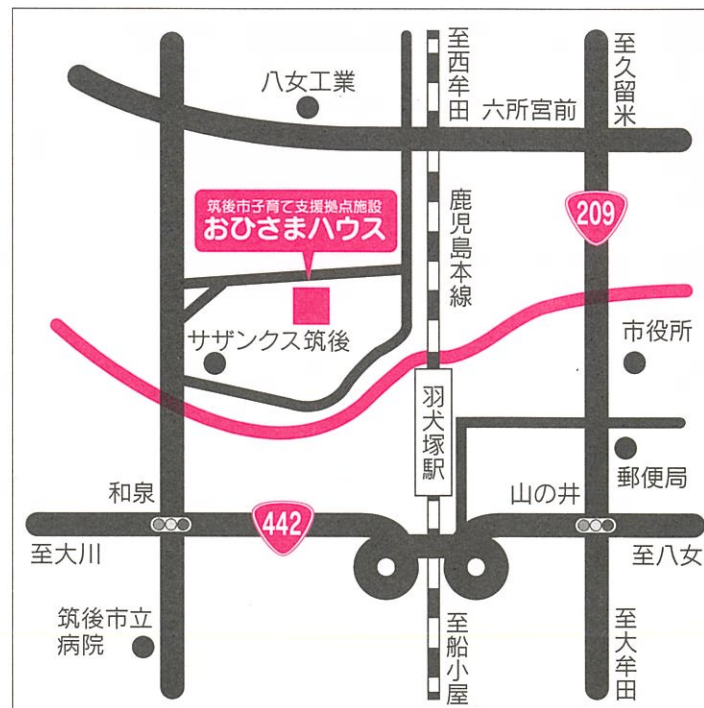 至西牟田
至久留米
八女工業
六所宮前
筑後市子育て支援拠点施設
おひさまハウス
鹿児島本線
209
サザンクス筑後
市役所
羽犬塚駅
郵便局
和泉
山の井
442
至大川
至八女
筑後市立
病院
至船小屋
至大牟田